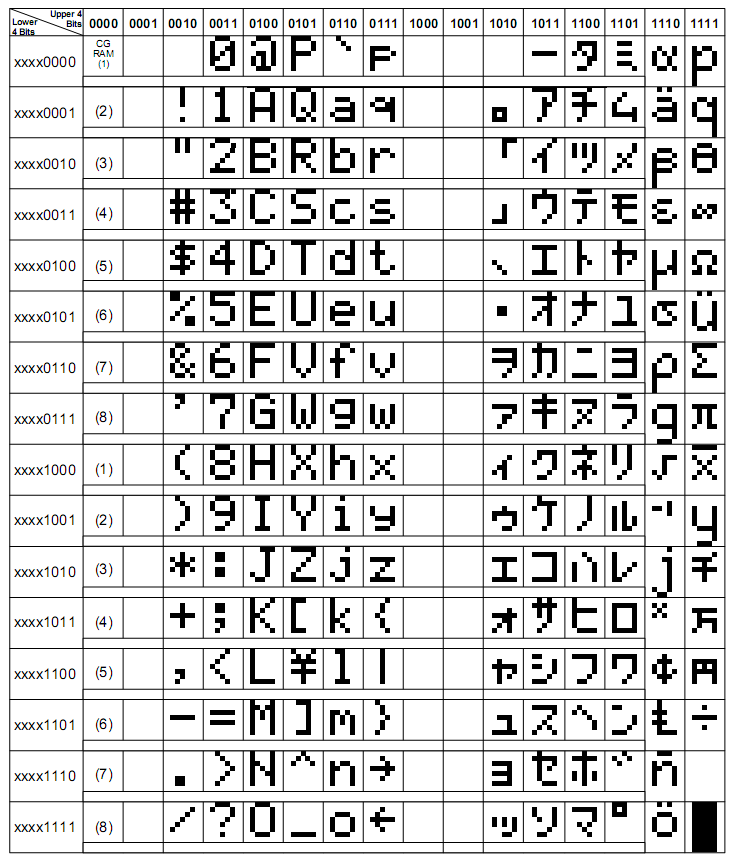 Upper 4 Bits
Lower 4 Bits
0000 0001 0010 0011 0100 0101 0110 0111 1000 1001 1010 1011 1100 1101 1110 1111
xxxx0000 CG RAM (1) 0 @ P ` p ー タ ミ α p
xxxx0001 (2) ! 1 A Q a q 。 ア チ ム ä q
xxxx0010 (3) " 2 B R b r 「 イ ツ メ β θ
xxxx0011 (4) # 3 C S c s 」 ウ テ モ ε ∞
xxxx0100 (5) $ 4 D T d t 、 エ ト ヤ μ Ω
xxxx0101 (6) % 5 E U e u ・ オ ナ ユ σ ü
xxxx0110 (7) & 6 F V f v ヲ カ ニ ヨ ρ Σ
xxxx0111 (8) ' 7 G W g w ァ キ ヌ ラ g π
xxxx1000 (1) ( 8 H X h x ィ ク ネ リ √ x̄
xxxx1001 (2) ) 9 I Y i y ゥ ケ ノ ル ⁻¹ y
xxxx1010 (3) * : J Z j z ェ コ ハ レ j 千
xxxx1011 (4) + ; K [ k { ォ サ ヒ ロ ˣ 万
xxxx1100 (5) , < L ¥ l | ャ シ フ ワ ¢ 円
xxxx1101 (6) - = M ] m } ュ ス ヘ ン £ ÷
xxxx1110 (7) . > N ^ n → ョ セ ホ ゛ ñ
xxxx1111 (8) / ? O _ o ← ッ ソ マ ゜ ö █